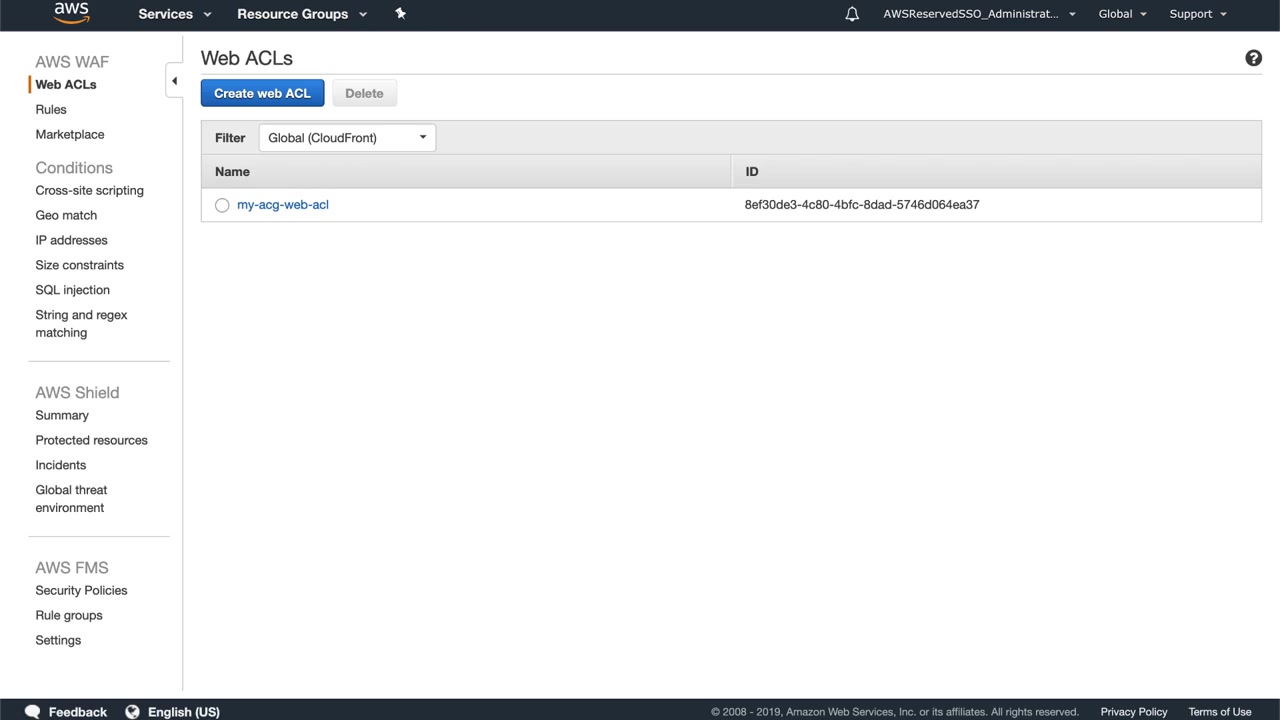 aws
Services
Resource Groups
AWSReservedSSO_Administrat...
Global
Support
AWS WAF
Web ACLs
Rules
Marketplace
Conditions
Cross-site scripting
Geo match
IP addresses
Size constraints
SQL injection
String and regex
matching
AWS Shield
Summary
Protected resources
Incidents
Global threat
environment
AWS FMS
Security Policies
Rule groups
Settings
Web ACLs
Create web ACL
Delete
Filter
Global (CloudFront)
Name
ID
my-acg-web-acl
8ef30de3-4c80-4bfc-8dad-5746d064ea37
Feedback
English (US)
© 2008 - 2019, Amazon Web Services, Inc. or its affiliates. All rights reserved.
Privacy Policy
Terms of Use